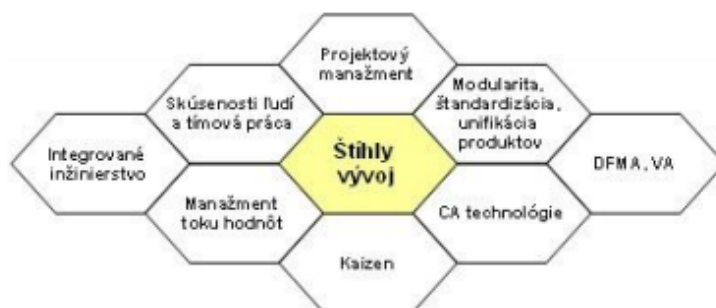 Projektový
manažment
Skúsenosti ľudí
a tímová práca
Modularita,
štandardizácia,
unifikácia
produktov
Integrované
inžinierstvo
Štíhly
vývoj
DFMA, VA
Manažment
toku hodnôt
CA technológie
Kaizen